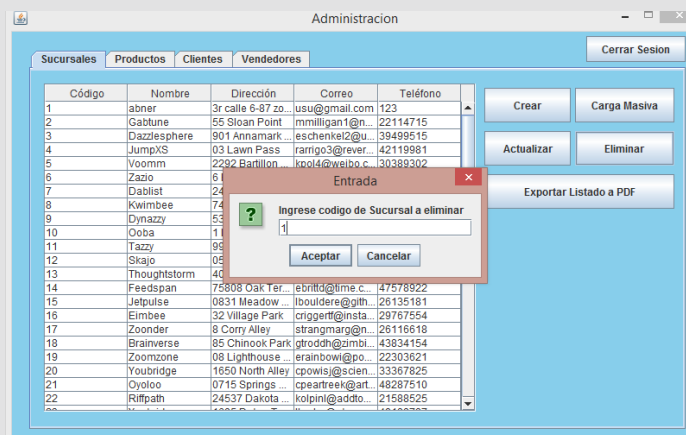 Administracion
Cerrar Sesion
Sucursales Productos Clientes Vendedores
Código Nombre Dirección Correo Teléfono
1 abner 3r calle 6-87 zo... usu@gmail.com 123
2 Gabtune 55 Sloan Point mmilligan1@n... 22114715
3 Dazzlesphere 901 Annamark ... eschenkel2@u... 39499515
4 JumpXS 03 Lawn Pass rarrigo3@rever... 42119981
5 Voomm 2292 Bartillon ... kpol4@weibo.c... 30389302
6 Zazio
7 Dablist
8 Kwimbee
9 Dynazzy
10 Ooba
11 Tazzy
12 Skajo
13 Thoughtstorm
14 Feedspan 75808 Oak Ter... ebrittd@time.c... 47578922
15 Jetpulse 0831 Meadow ... lbouldere@gith... 26135181
16 Eimbee 32 Village Park criggertf@insta... 29767554
17 Zoonder 8 Corry Alley strangmarg@n... 26116618
18 Brainverse 85 Chinook Park gtroddh@zimbi... 43834154
19 Zoomzone 08 Lighthouse ... erainbowi@po... 22303621
20 Youbridge 1650 North Alley cpowisj@scien... 33367825
21 Oyoloo 0715 Springs ... cpeartreek@art... 48287510
22 Riffpath 24537 Dakota ... kolpinl@addto... 21588525
Crear Carga Masiva
Actualizar Eliminar
Exportar Listado a PDF
Entrada
Ingrese codigo de Sucursal a eliminar
1
Aceptar Cancelar